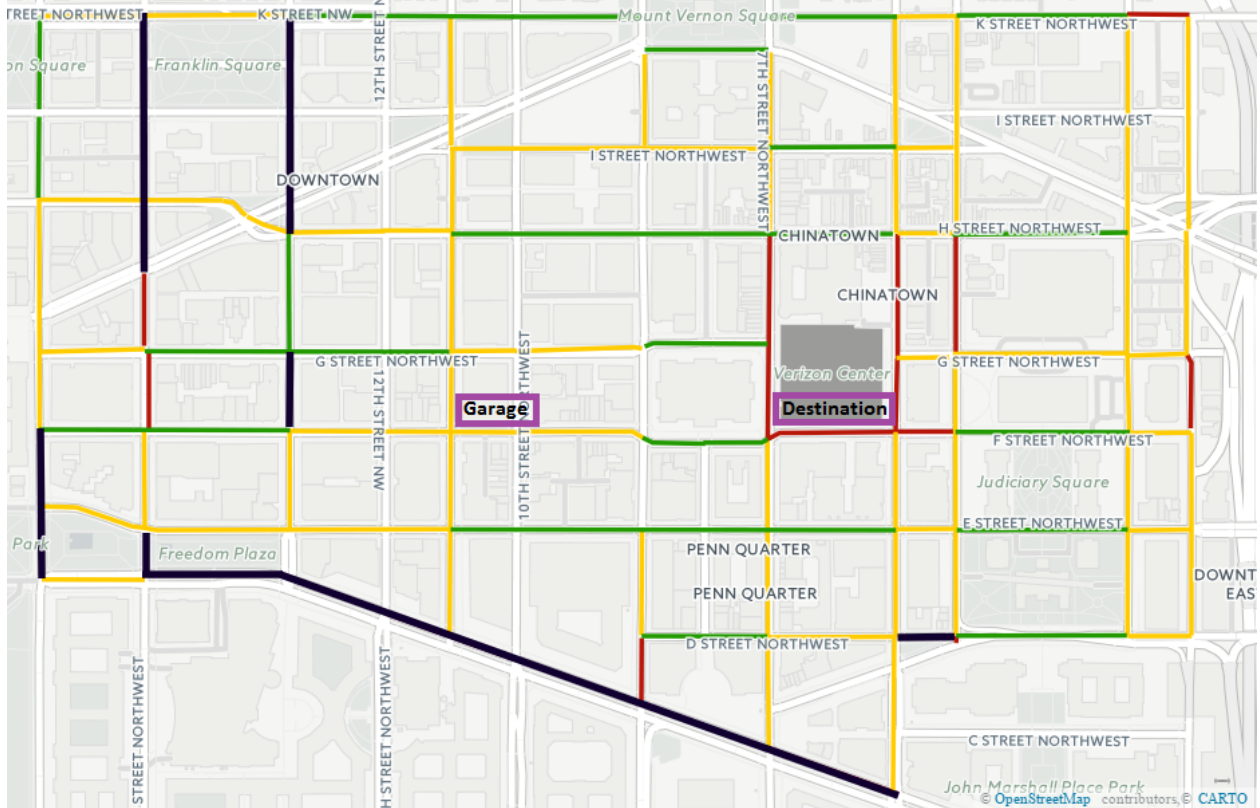 TREET NORTHWEST
K STREET NW
12TH STREET N
Mount Vernon Square
K STREET NORTHWEST
on Square
Franklin Square
7TH STREET NORTHWEST
I STREET NORTHWEST
I STREET NORTHWEST
DOWNTOWN
H STREET NORTHWEST
CHINATOWN
CHINATOWN
G STREET NORTHWEST
G STREET NORTHWEST
Verizon Center
12TH STREET NW
10TH STREET NORTHWEST
Garage
Destination
F STREET NORTHWEST
Judiciary Square
E STREET NORTHWEST
Park
Freedom Plaza
PENN QUARTER
PENN QUARTER
DOWNT
EAS
D STREET NORTHWEST
STREET NORTHWEST
H STREET NORTHWEST
C STREET NORTHWEST
John Marshall Place Park
© OpenStreetMap contributors, © CARTO